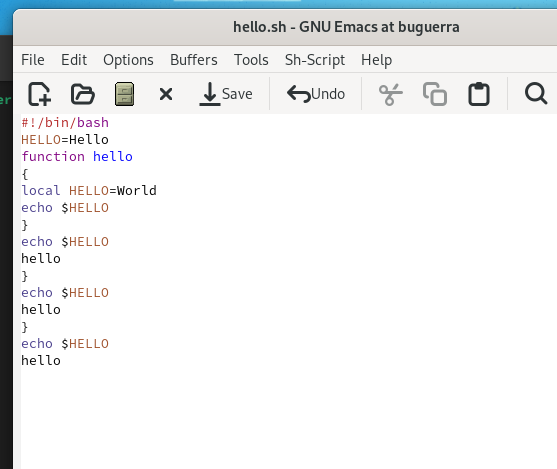 hello.sh - GNU Emacs at buguerra
File Edit Options Buffers Tools Sh-Script Help
Save Undo
er
#!/bin/bash
HELLO=Hello
function hello
{
local HELLO=World
echo $HELLO
}
echo $HELLO
hello
}
echo $HELLO
hello
}
echo $HELLO
hello